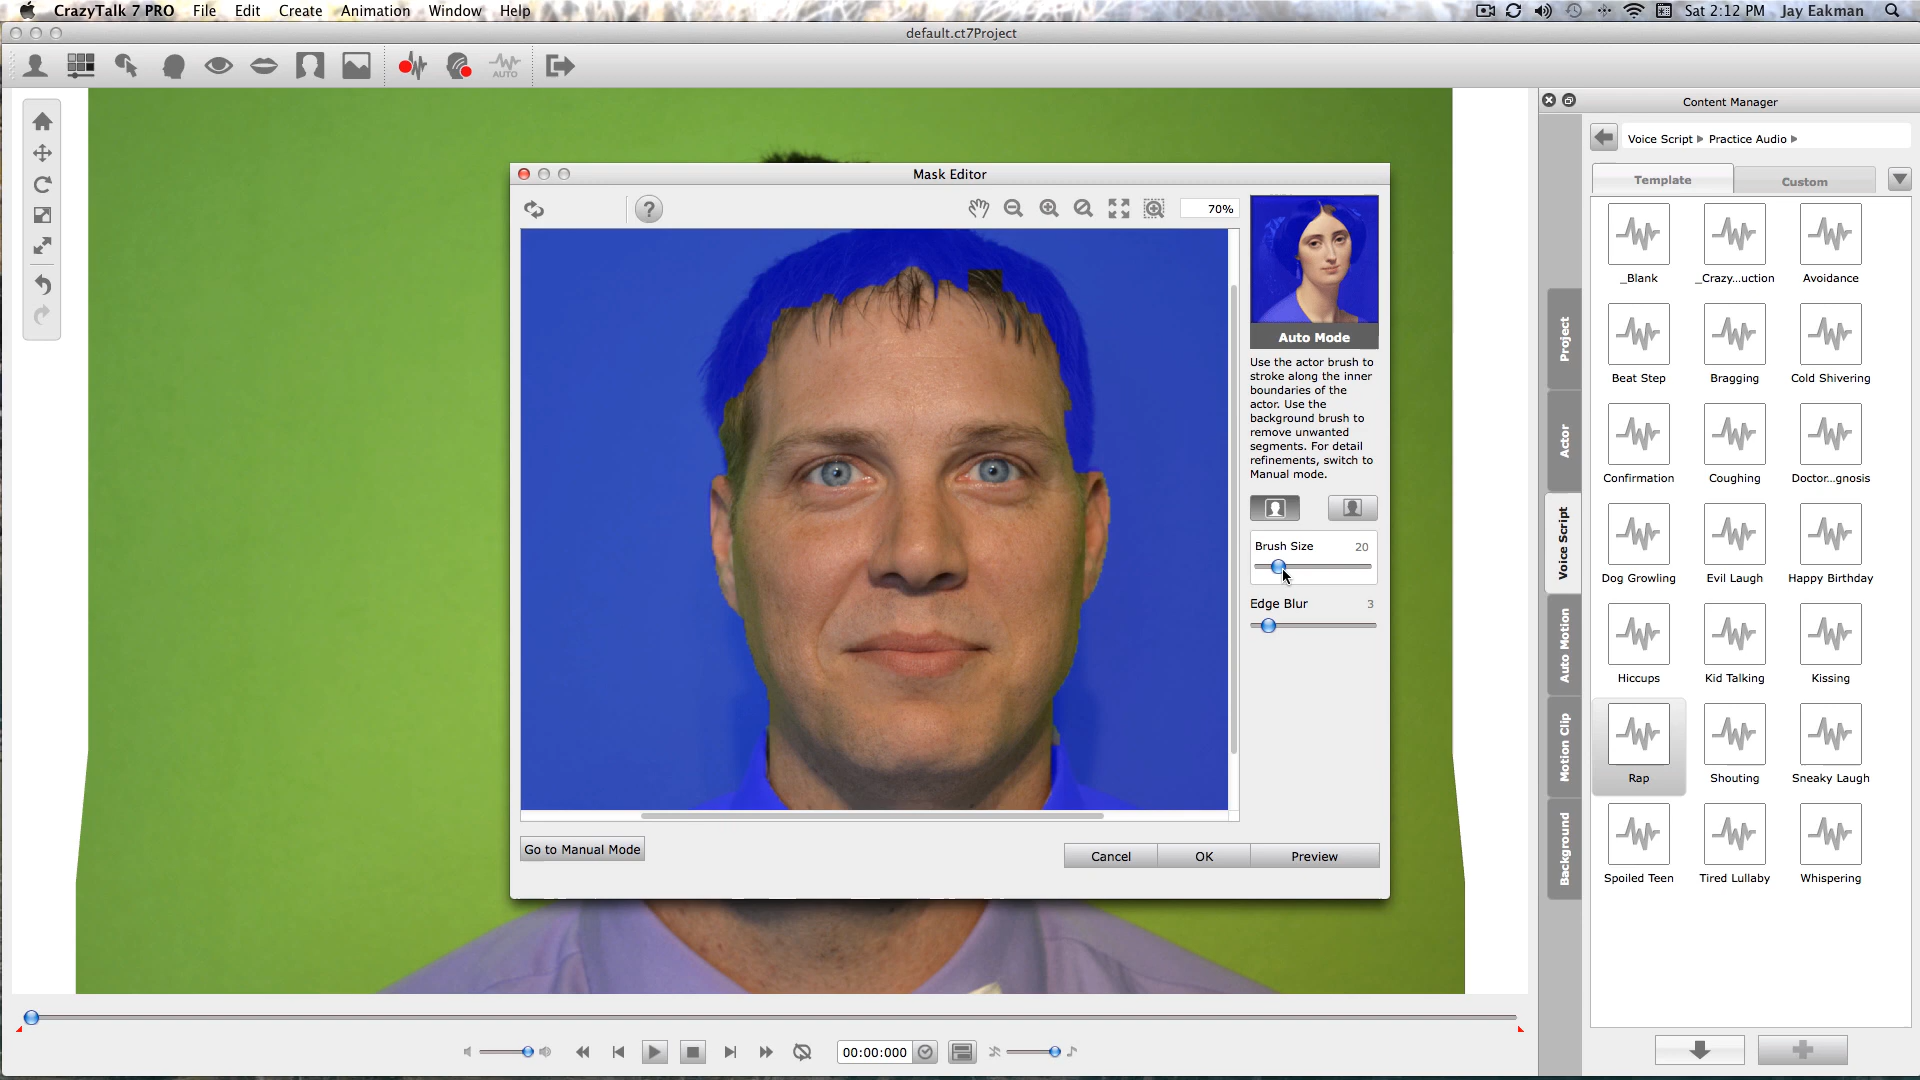 CrazyTalk 7 PRO File Edit Create Animation Window Help
Sat 2:12 PM Jay Eakman
default.ct7Project
AUTO
Content Manager
Voice Script ▸ Practice Audio ▸
Template Custom
Mask Editor
?
70%
Auto Mode
Use the actor brush to
stroke along the inner
boundaries of the
actor. Use the
background brush to
remove unwanted
segments. For detail
refinements, switch to
Manual mode.
Brush Size 20
Edge Blur 3
Go to Manual Mode
Cancel OK Preview
Project
Actor
Voice Script
Auto Motion
Motion Clip
Background
_Blank _Crazy...uction Avoidance
Beat Step Bragging Cold Shivering
Confirmation Coughing Doctor...gnosis
Dog Growling Evil Laugh Happy Birthday
Hiccups Kid Talking Kissing
Rap Shouting Sneaky Laugh
Spoiled Teen Tired Lullaby Whispering
00:00:000